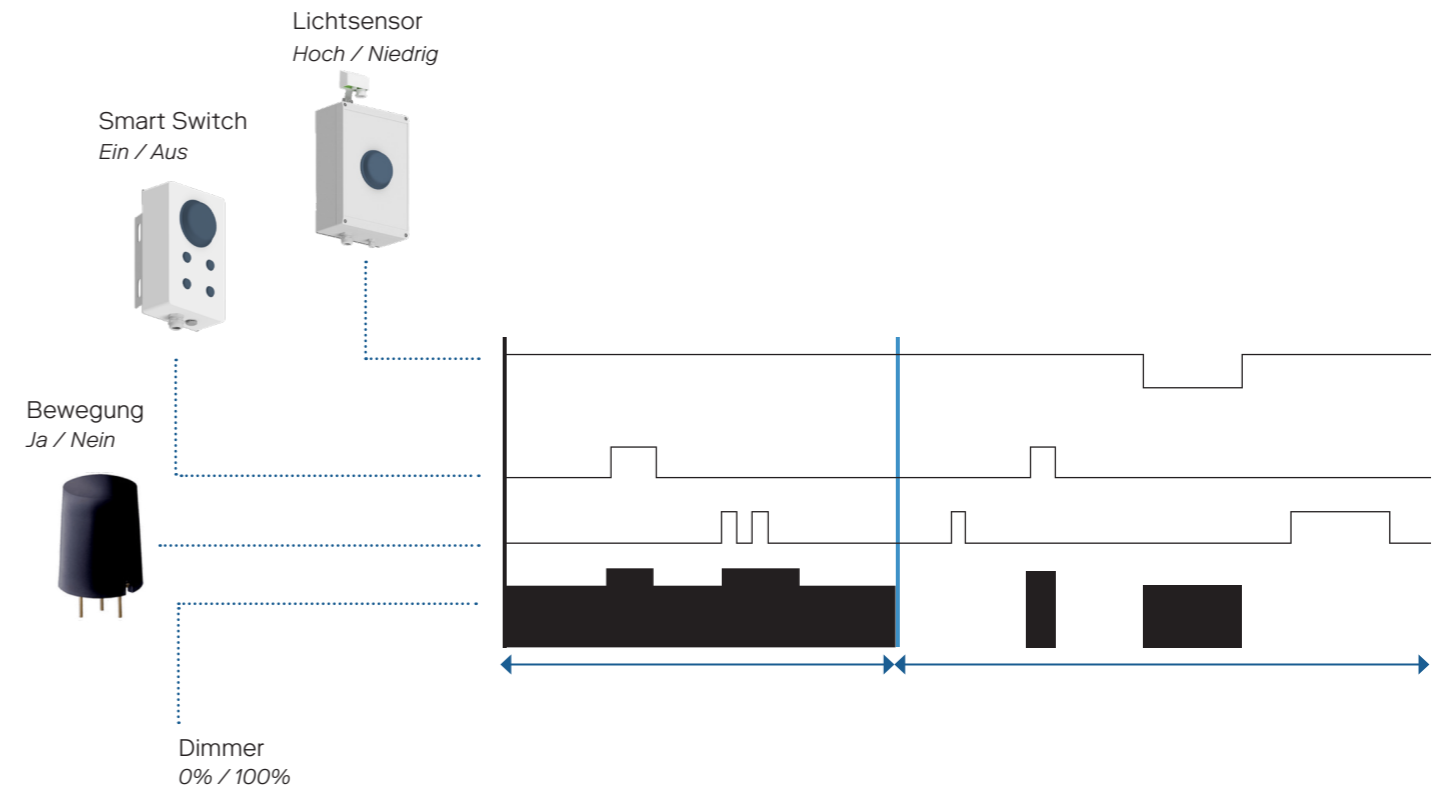 Lichtsensor
Hoch / Niedrig
Smart Switch
Ein / Aus
Bewegung
Ja / Nein
Dimmer
0% / 100%